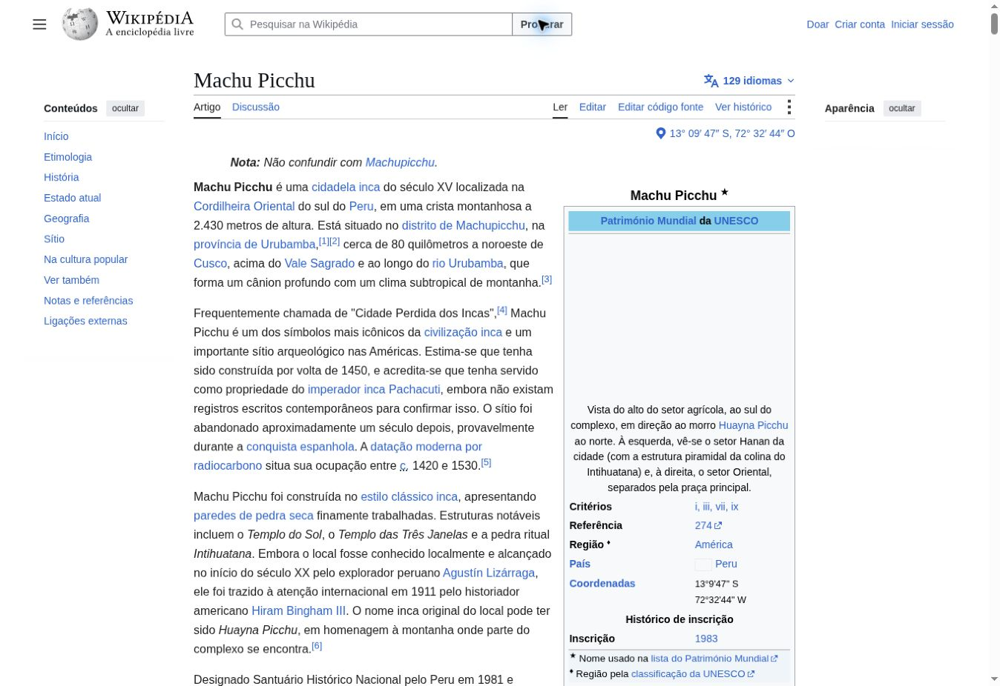 WIKIPÉDIA
A enciclopédia livre
Pesquisar na Wikipédia
Doar Criar conta Iniciar sessão
Conteúdos ocultar
Início
Etimologia
História
Estado atual
Geografia
Sítio
Na cultura popular
Ver também
Notas e referências
Ligações externas
Machu Picchu
129 idiomas
Artigo Discussão Ler Editar Editar código fonte Ver histórico
13° 09′ 47″ S, 72° 32′ 44″ O
Nota: Não confundir com Machupicchu.
Machu Picchu é uma cidadela inca do século XV localizada na
Cordilheira Oriental do sul do Peru, em uma crista montanhosa a
2.430 metros de altura. Está situado no distrito de Machupicchu, na
província de Urubamba,[1][2] cerca de 80 quilômetros a noroeste de
Cusco, acima do Vale Sagrado e ao longo do rio Urubamba, que
forma um cânion profundo com um clima subtropical de montanha.[3]
Frequentemente chamada de "Cidade Perdida dos Incas",[4] Machu
Picchu é um dos símbolos mais icônicos da civilização inca e um
importante sítio arqueológico nas Américas. Estima-se que tenha
sido construída por volta de 1450, e acredita-se que tenha servido
como propriedade do imperador inca Pachacuti, embora não existam
registros escritos contemporâneos para confirmar isso. O sítio foi
abandonado aproximadamente um século depois, provavelmente
durante a conquista espanhola. A datação moderna por
radiocarbono situa sua ocupação entre c. 1420 e 1530.[5]
Machu Picchu foi construída no estilo clássico inca, apresentando
paredes de pedra seca finamente trabalhadas. Estruturas notáveis
incluem o Templo do Sol, o Templo das Três Janelas e a pedra ritual
Intihuatana. Embora o local fosse conhecido localmente e alcançado
no início do século XX pelo explorador peruano Agustín Lizárraga,
ele foi trazido à atenção internacional em 1911 pelo historiador
americano Hiram Bingham III. O nome inca original do local pode ter
sido Huayna Picchu, em homenagem à montanha onde parte do
complexo se encontra.[6]
Designado Santuário Histórico Nacional pelo Peru em 1981 e
Machu Picchu ★
Património Mundial da UNESCO
Vista do alto do setor agrícola, ao sul do
complexo, em direção ao morro Huayna Picchu
ao norte. À esquerda, vê-se o setor Hanan da
cidade (com a estrutura piramidal da colina do
Intihuatana) e, à direita, o setor Oriental,
separados pela praça principal.
Critérios i, iii, vii, ix
Referência 274
Região ♦ América
País Peru
Coordenadas 13°9'47" S
72°32'44" W
Histórico de inscrição
Inscrição 1983
★ Nome usado na lista do Património Mundial
♦ Região pela classificação da UNESCO
Aparência ocultar